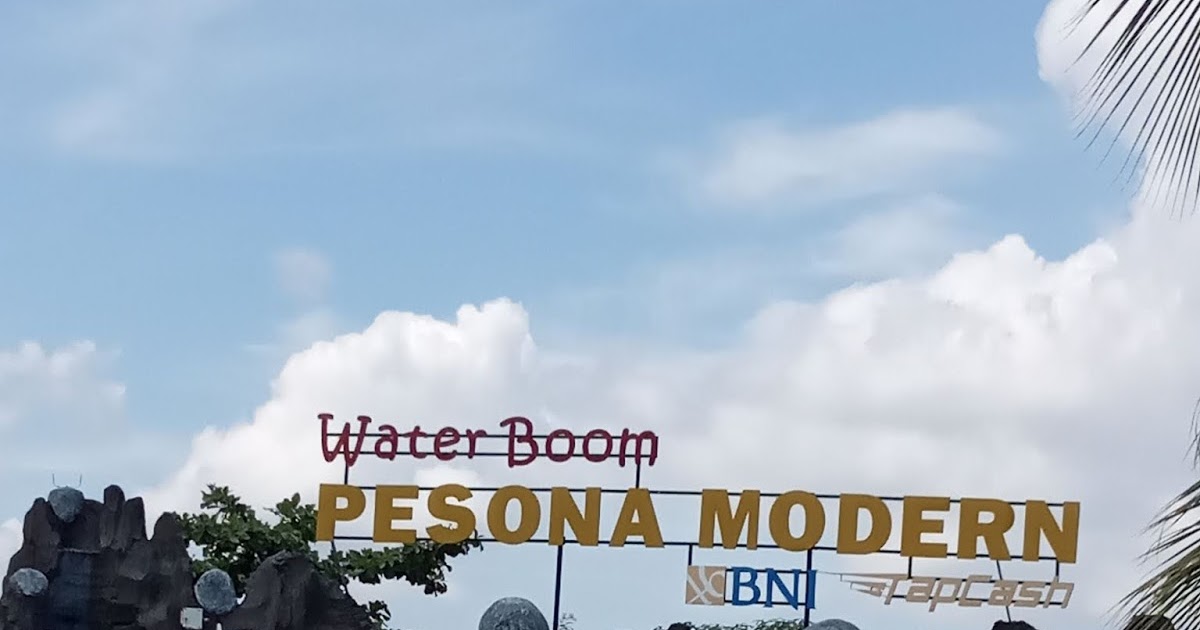 Water Boom
PESONA MODERN
BNI TapCash